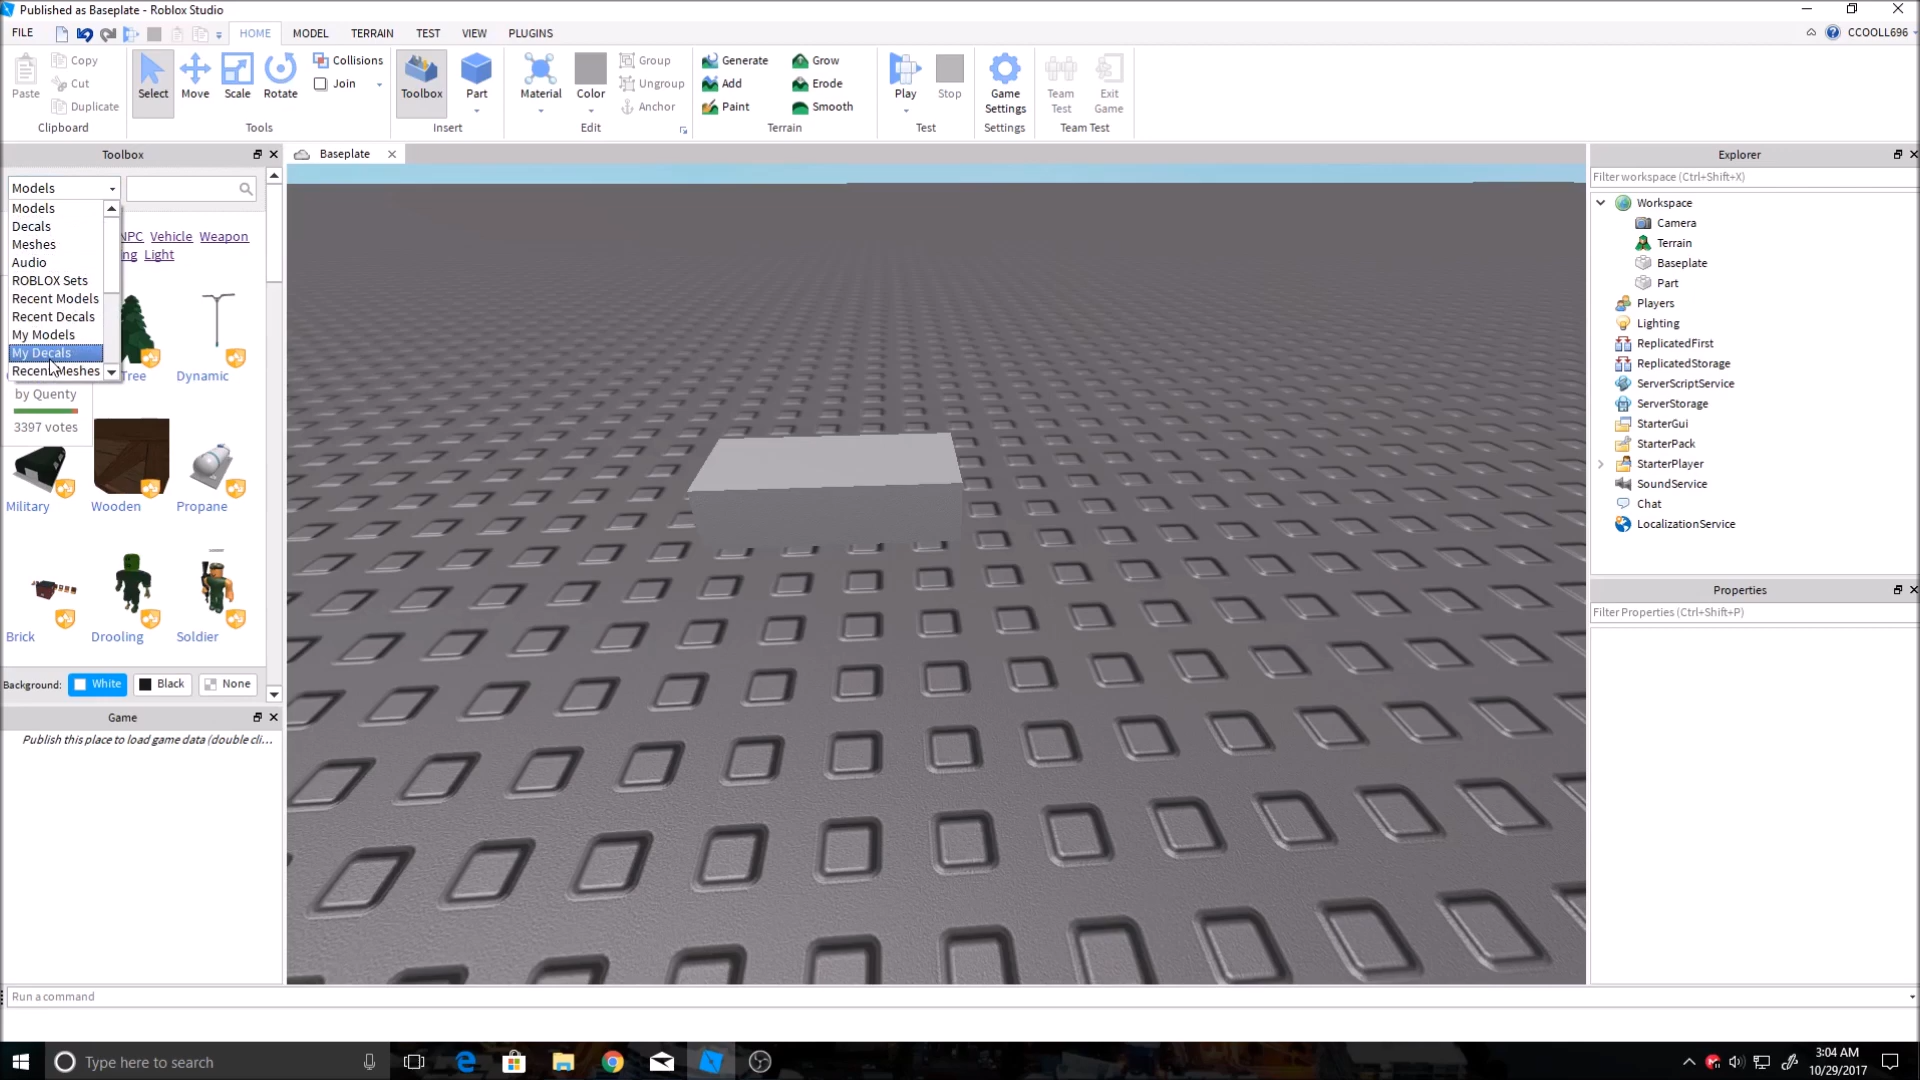 Published as Baseplate - Roblox Studio
FILE HOME MODEL TERRAIN TEST VIEW PLUGINS CCOOLL696
Paste Copy Cut Duplicate Clipboard
Select Move Scale Rotate Collisions Join Tools
Toolbox Part Insert
Material Color Group Ungroup Anchor Edit
Generate Add Paint Grow Erode Smooth Terrain
Play Stop Test
Game Settings Settings
Team Test Exit Game Team Test
Toolbox
Models
Models
Decals
Meshes
Audio
ROBLOX Sets
Recent Models
Recent Decals
My Models
My Decals
Recent Meshes
NPC Vehicle Weapon
Light
Tree Dynamic
by Quenty
3397 votes
Military Wooden Propane
Brick Drooling Soldier
Background: White Black None
Game
Publish this place to load game data (double cli...
Baseplate
Explorer
Filter workspace (Ctrl+Shift+X)
Workspace
Camera
Terrain
Baseplate
Part
Players
Lighting
ReplicatedFirst
ReplicatedStorage
ServerScriptService
ServerStorage
StarterGui
StarterPack
StarterPlayer
SoundService
Chat
LocalizationService
Properties
Filter Properties (Ctrl+Shift+P)
Run a command
Type here to search
3:04 AM
10/29/2017